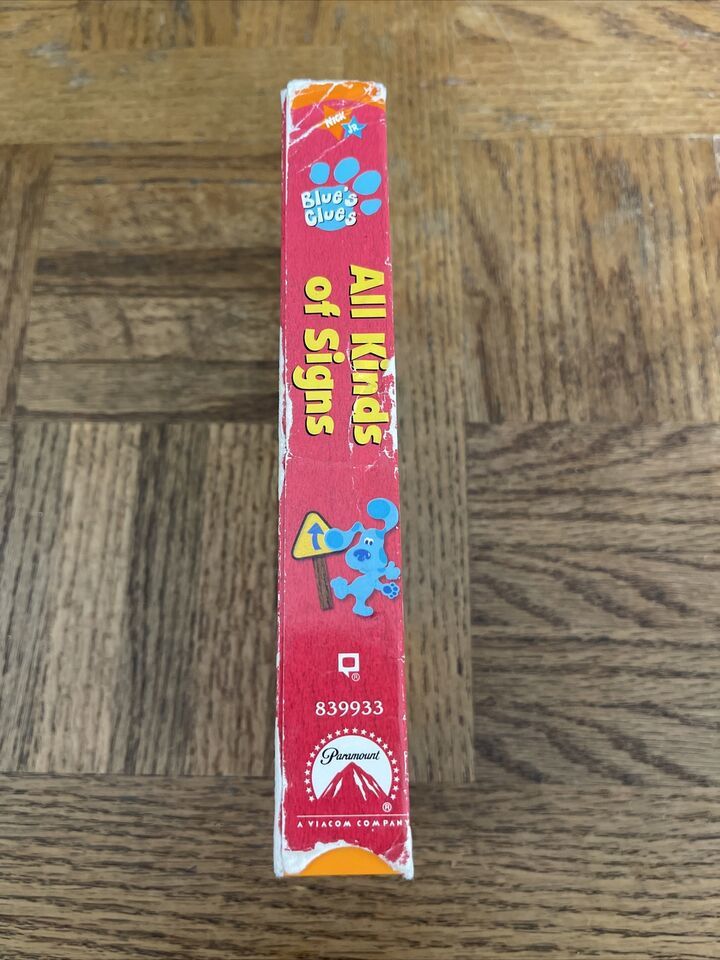 NICK
JR.
Blue's
Clues
All Kinds
of Signs
®
839933
Paramount
®
A VIACOM COMPANY